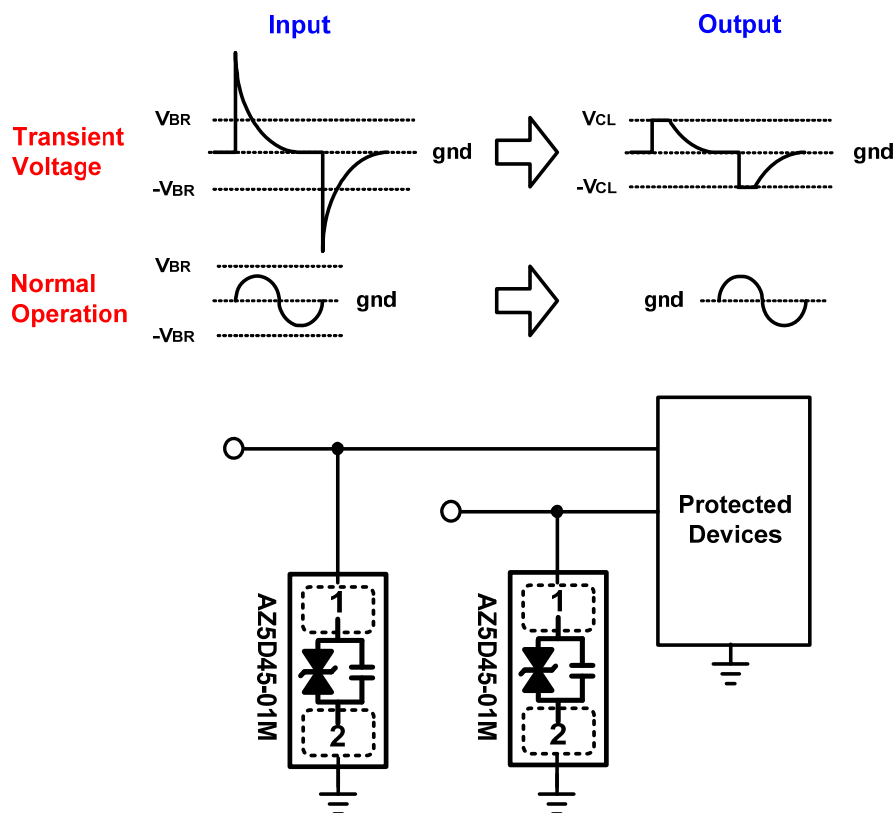 Input
Output
Transient
Voltage
VBR
gnd
-VBR
VCL
gnd
-VCL
Normal
Operation
VBR
gnd
-VBR
gnd
Protected
Devices
AZ5D45-01M
1
2
AZ5D45-01M
1
2